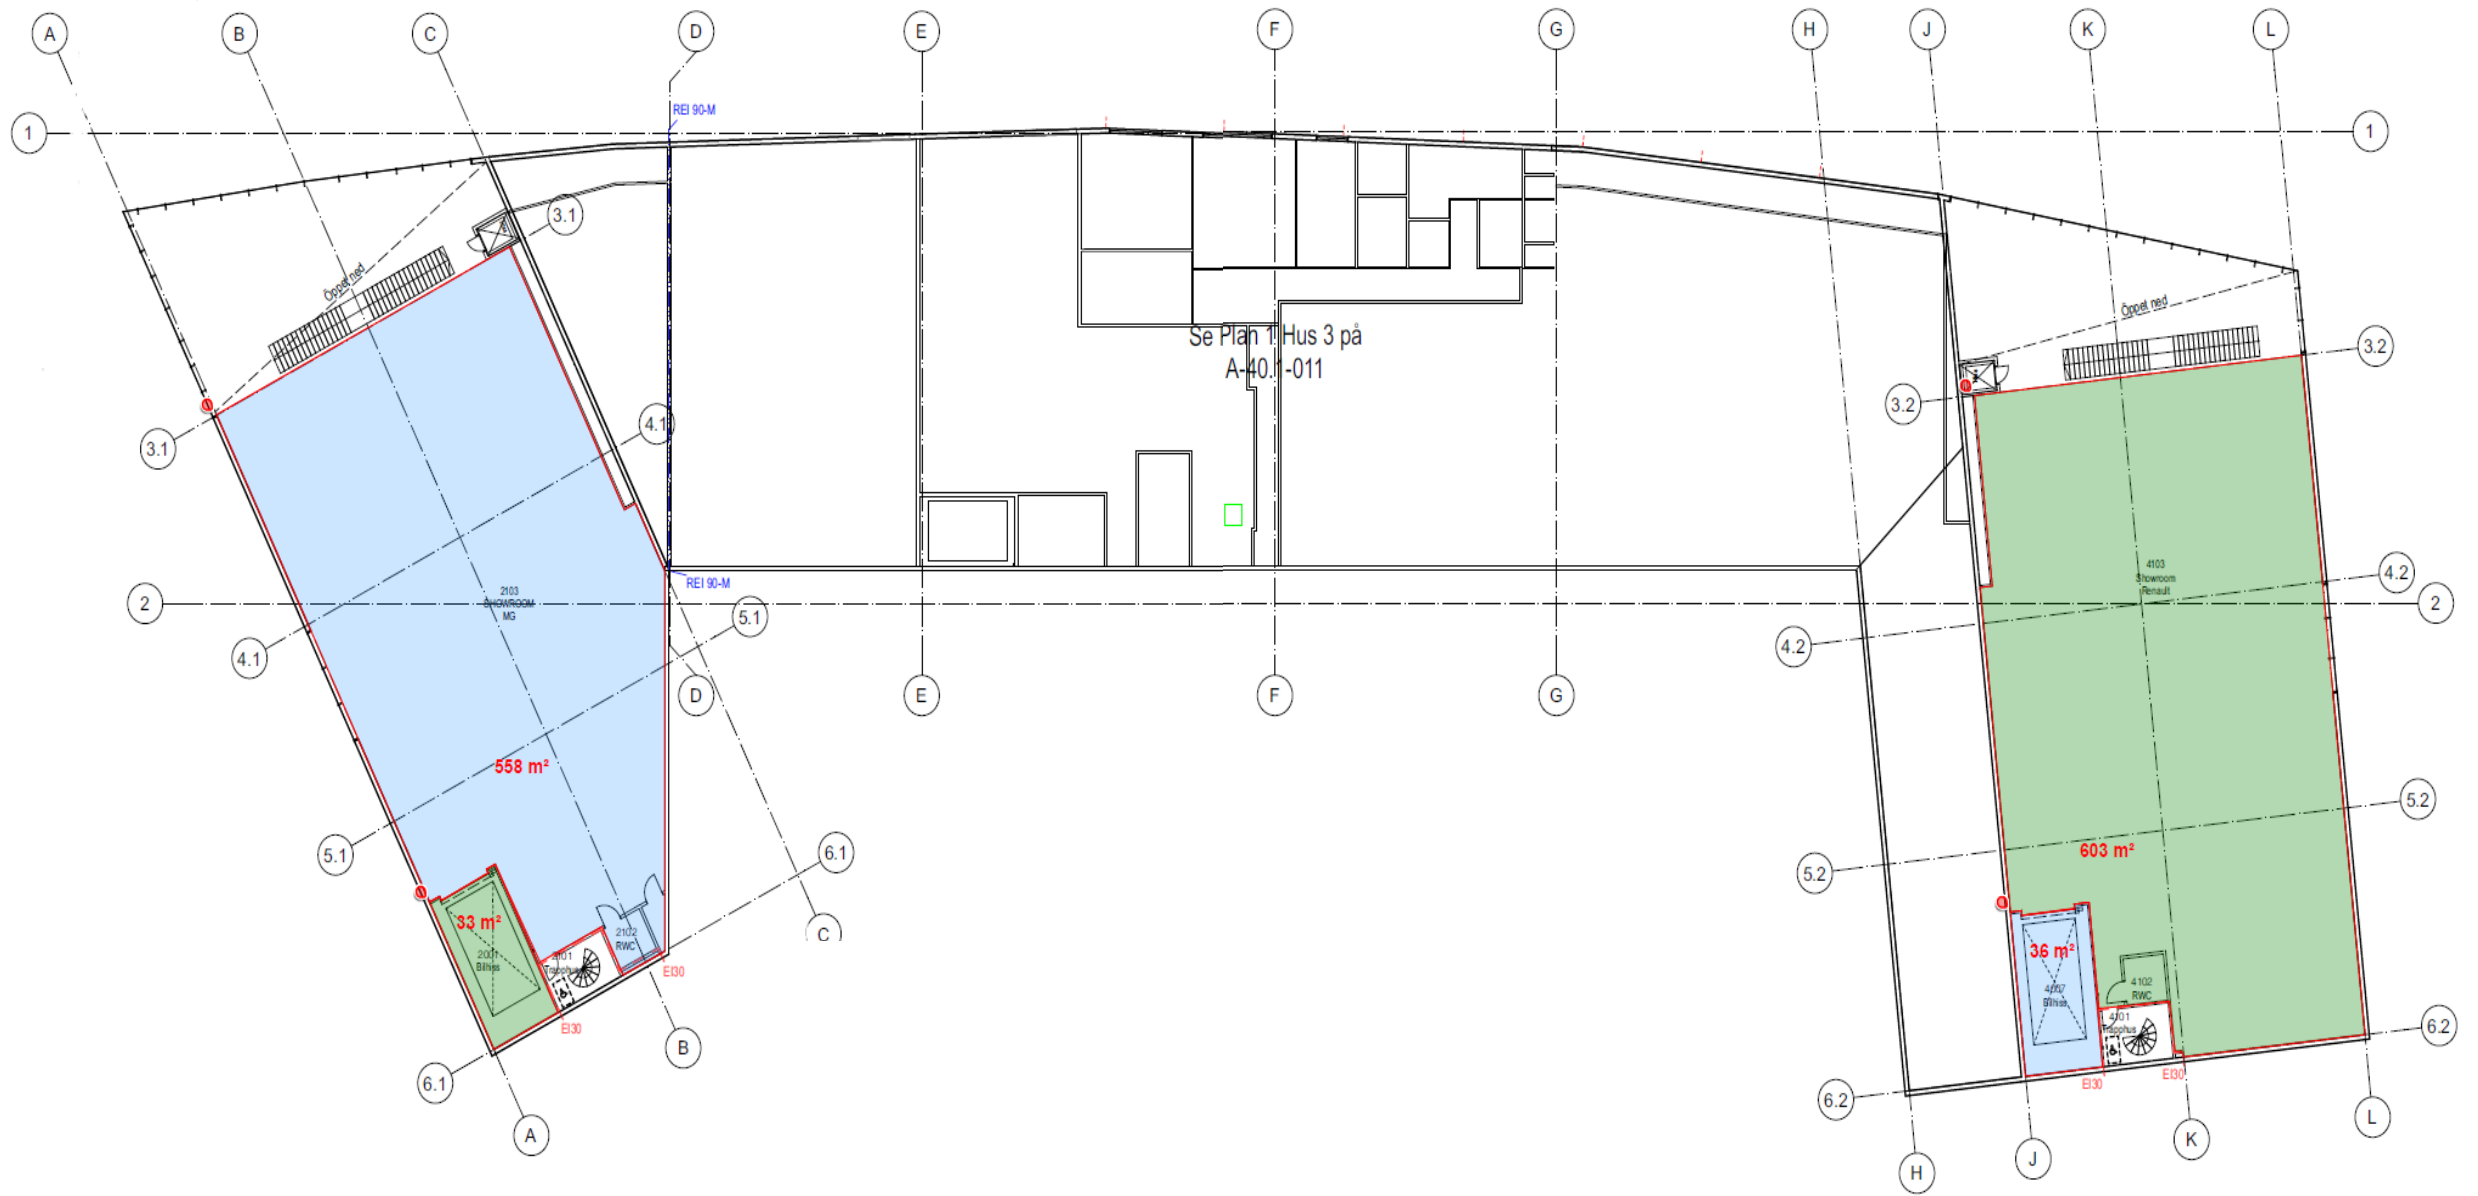 A
B
C
D
E
F
G
H
J
K
L
REI 90-M
1
1
3.1
Öppet ned
Öppet ned
Se Plan 1 Hus 3 på
A-40.1-011
3.2
3.2
4.1
3.1
REI 90-M
2103
SHOWROOM
MG
4103
Showroom
Renault
4.2
2
2
5.1
4.2
4.1
D
E
F
G
558 m²
5.2
603 m²
5.1
6.1
5.2
33 m²
C
2102
RWC
2001
Bilhiss
2101
Trapphus
EI30
36 m²
4007
Bilhiss
4102
RWC
4101
Trapphus
EI30
B
6.2
6.1
EI30
EI30
6.2
A
H
J
K
L